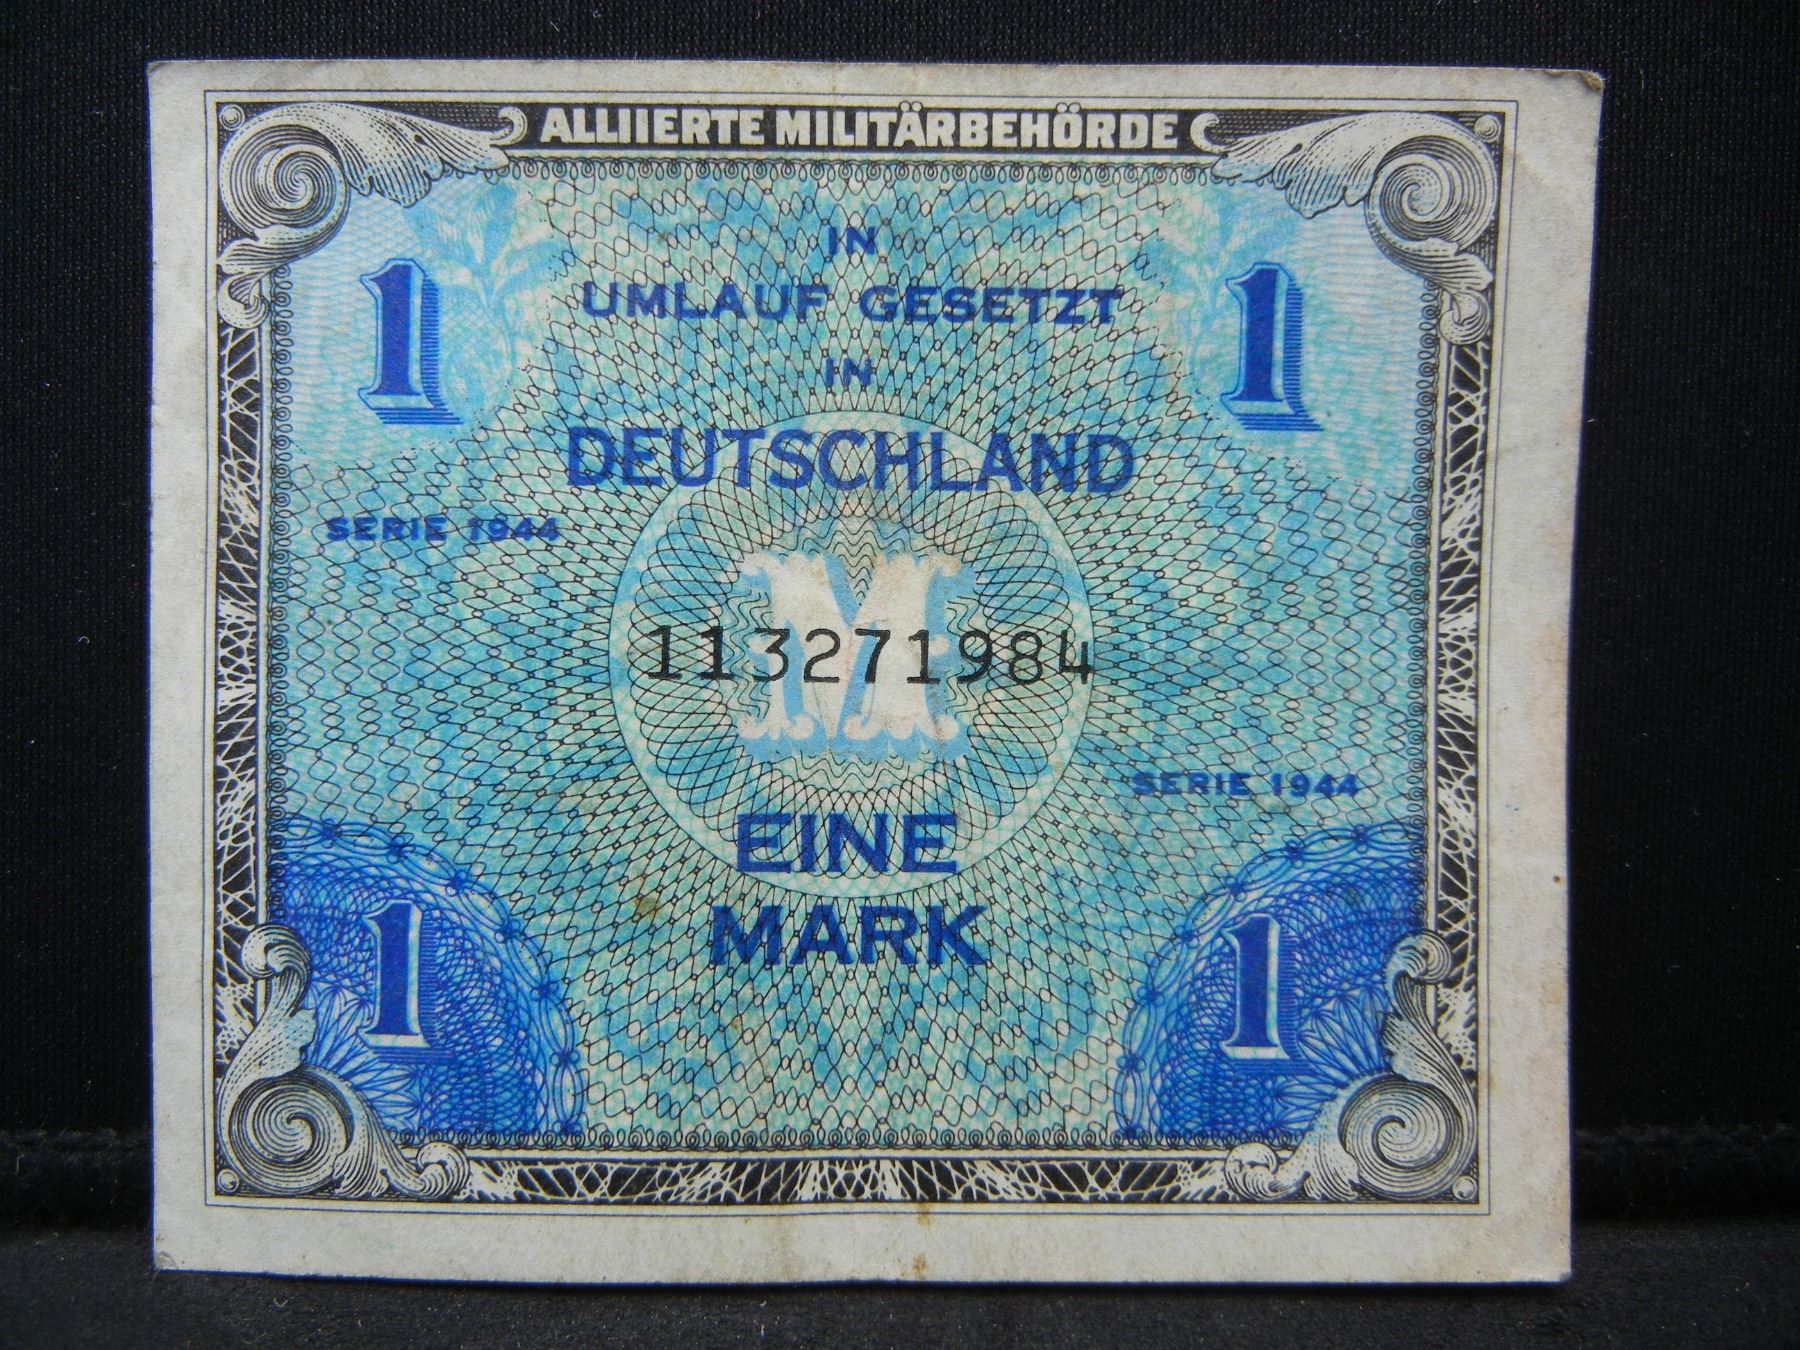 ALLIIERTE MILITÄRBEHÖRDE
IN
1 UMLAUF GESETZT 1
IN
DEUTSCHLAND
SERIE 1944
M
113271984
SERIE 1944
EINE
1 MARK 1